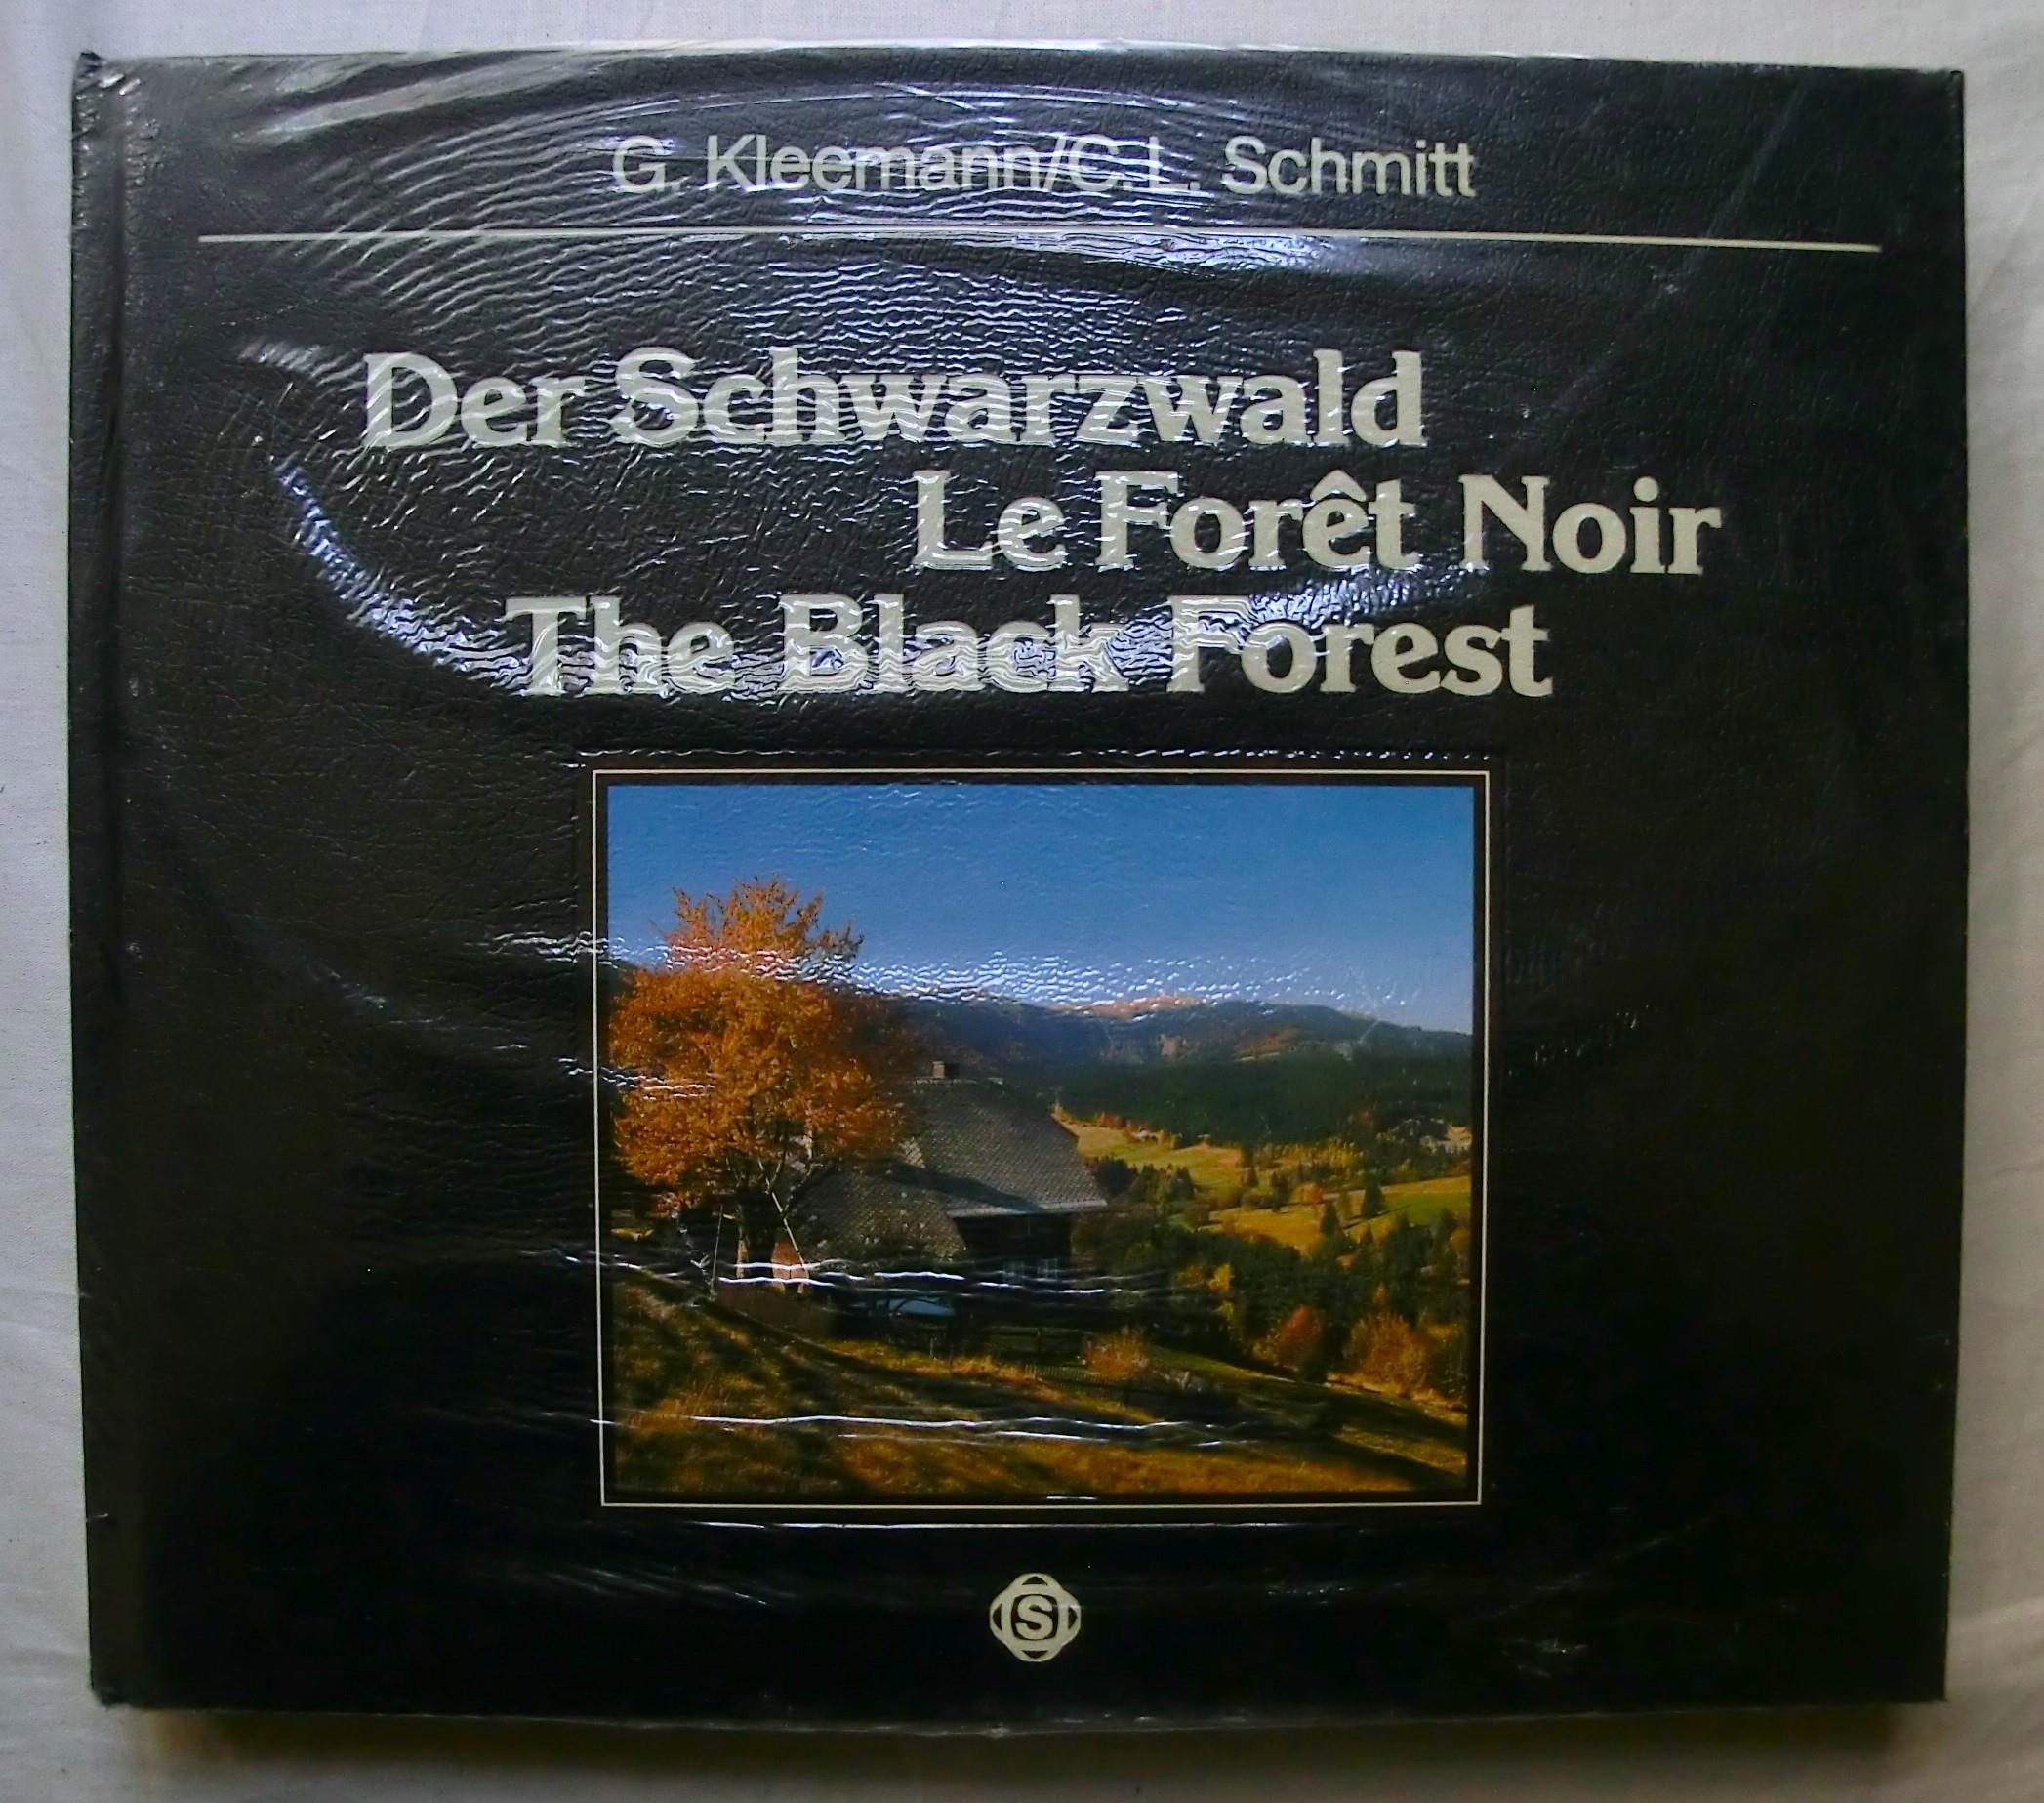 G. Kleemann/C.L. Schmitt
Der Schwarzwald
Le Forêt Noir
The Black Forest
S